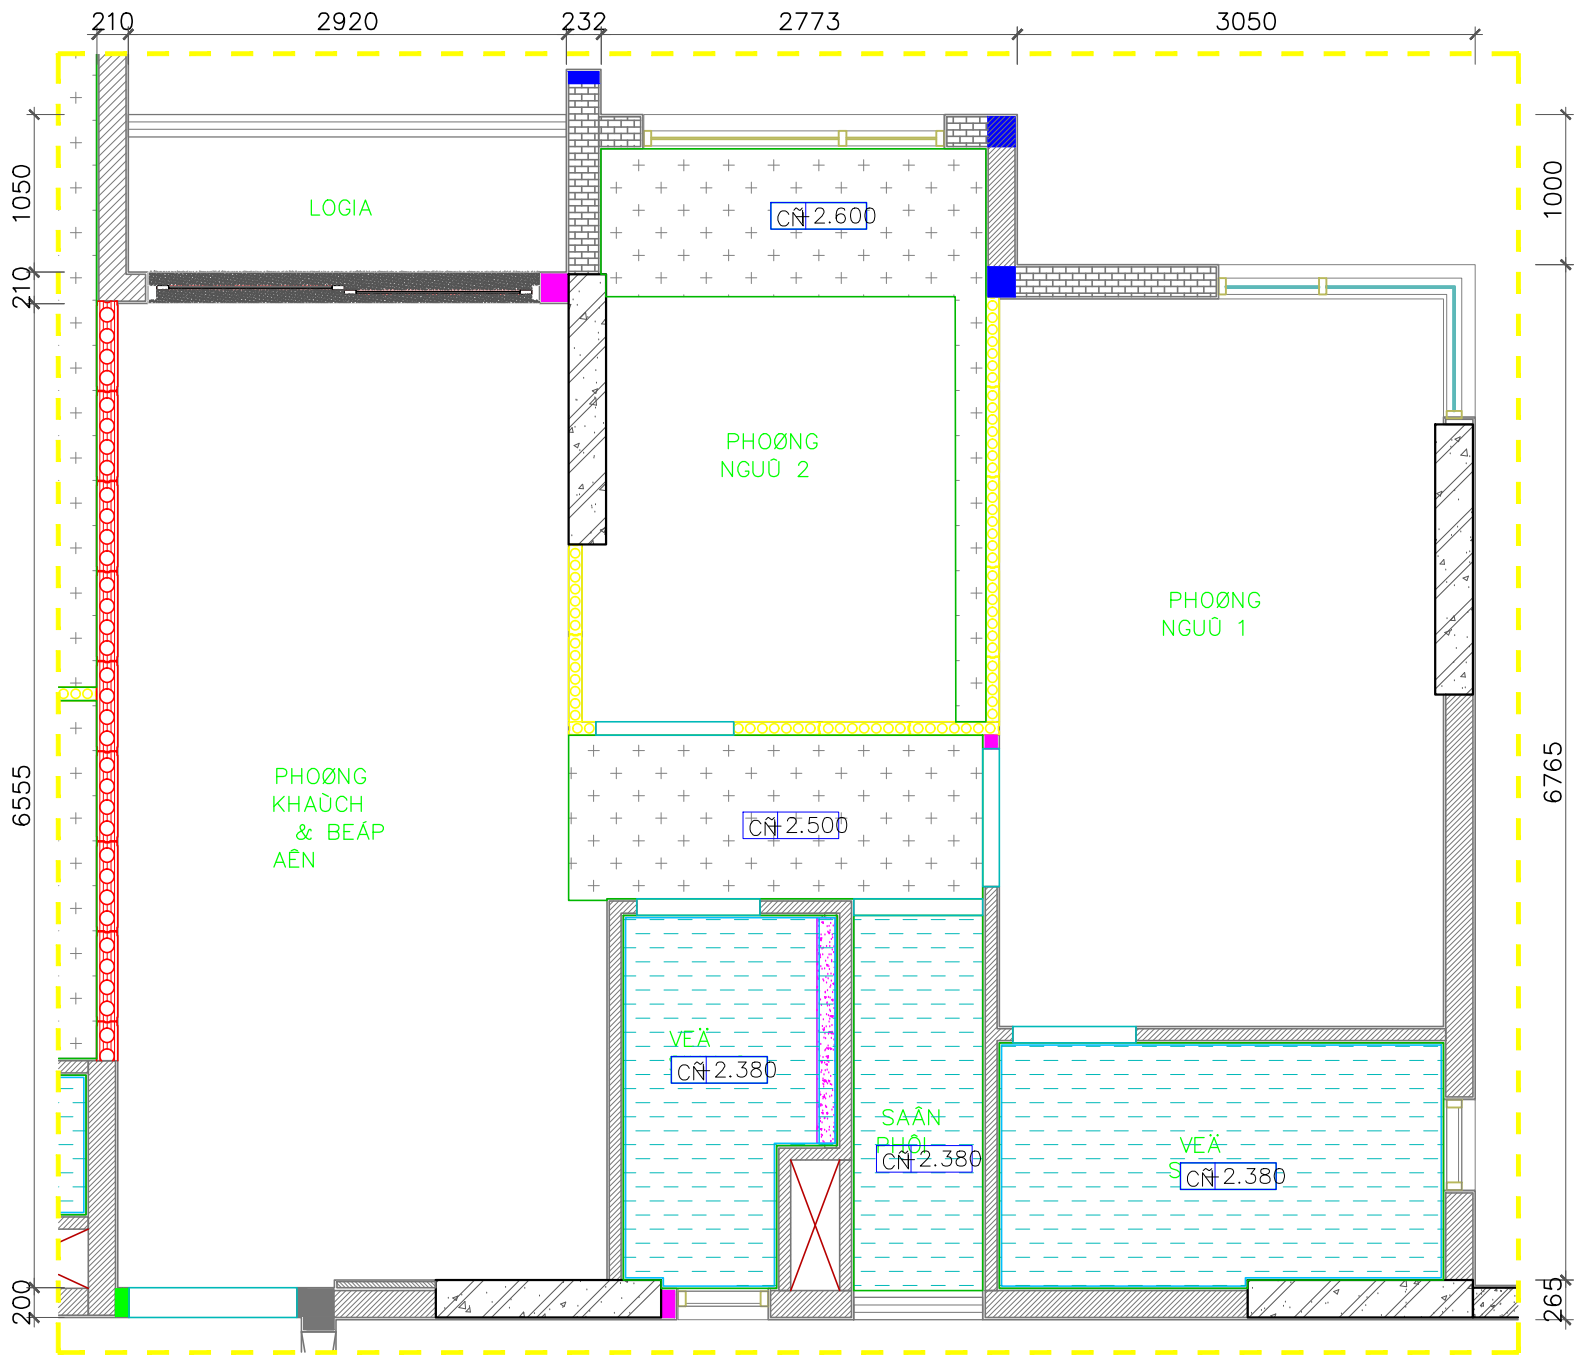 210
2920
232
2773
3050
1050
1000
LOGIA
CÑ +2.600
210
PHOØNG
NGUÛ 2
PHOØNG
NGUÛ 1
6555
6765
PHOØNG
KHAÙCH
& BEÁP
AÊN
CÑ +2.500
VEÄ
CÑ +2.380
SAÂN
PHÔI
CÑ +2.380
VEÄ
S
CÑ +2.380
200
265